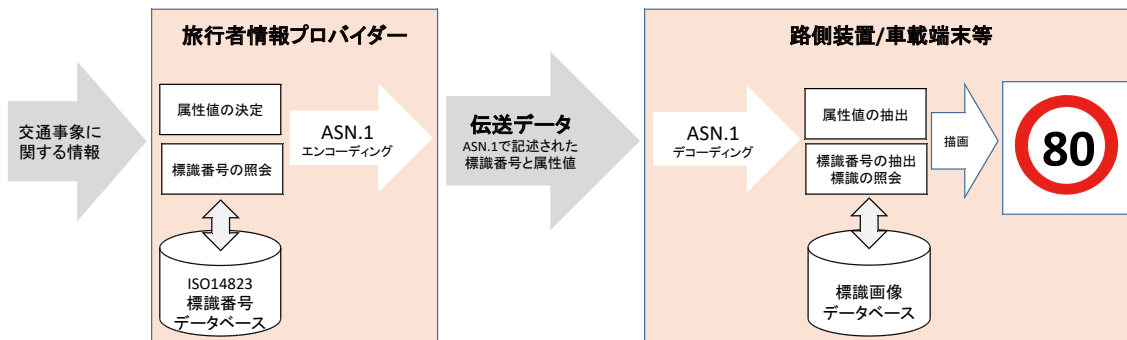 交通事象に
関する情報
旅行者情報プロバイダー
属性値の決定
標識番号の照会
ASN.1
エンコーディング
ISO14823
標識番号
データベース
伝送データ
ASN.1で記述された
標識番号と属性値
路側装置/車載端末等
ASN.1
デコーディング
属性値の抽出
標識番号の抽出
標識の照会
描画
80
標識画像
データベース